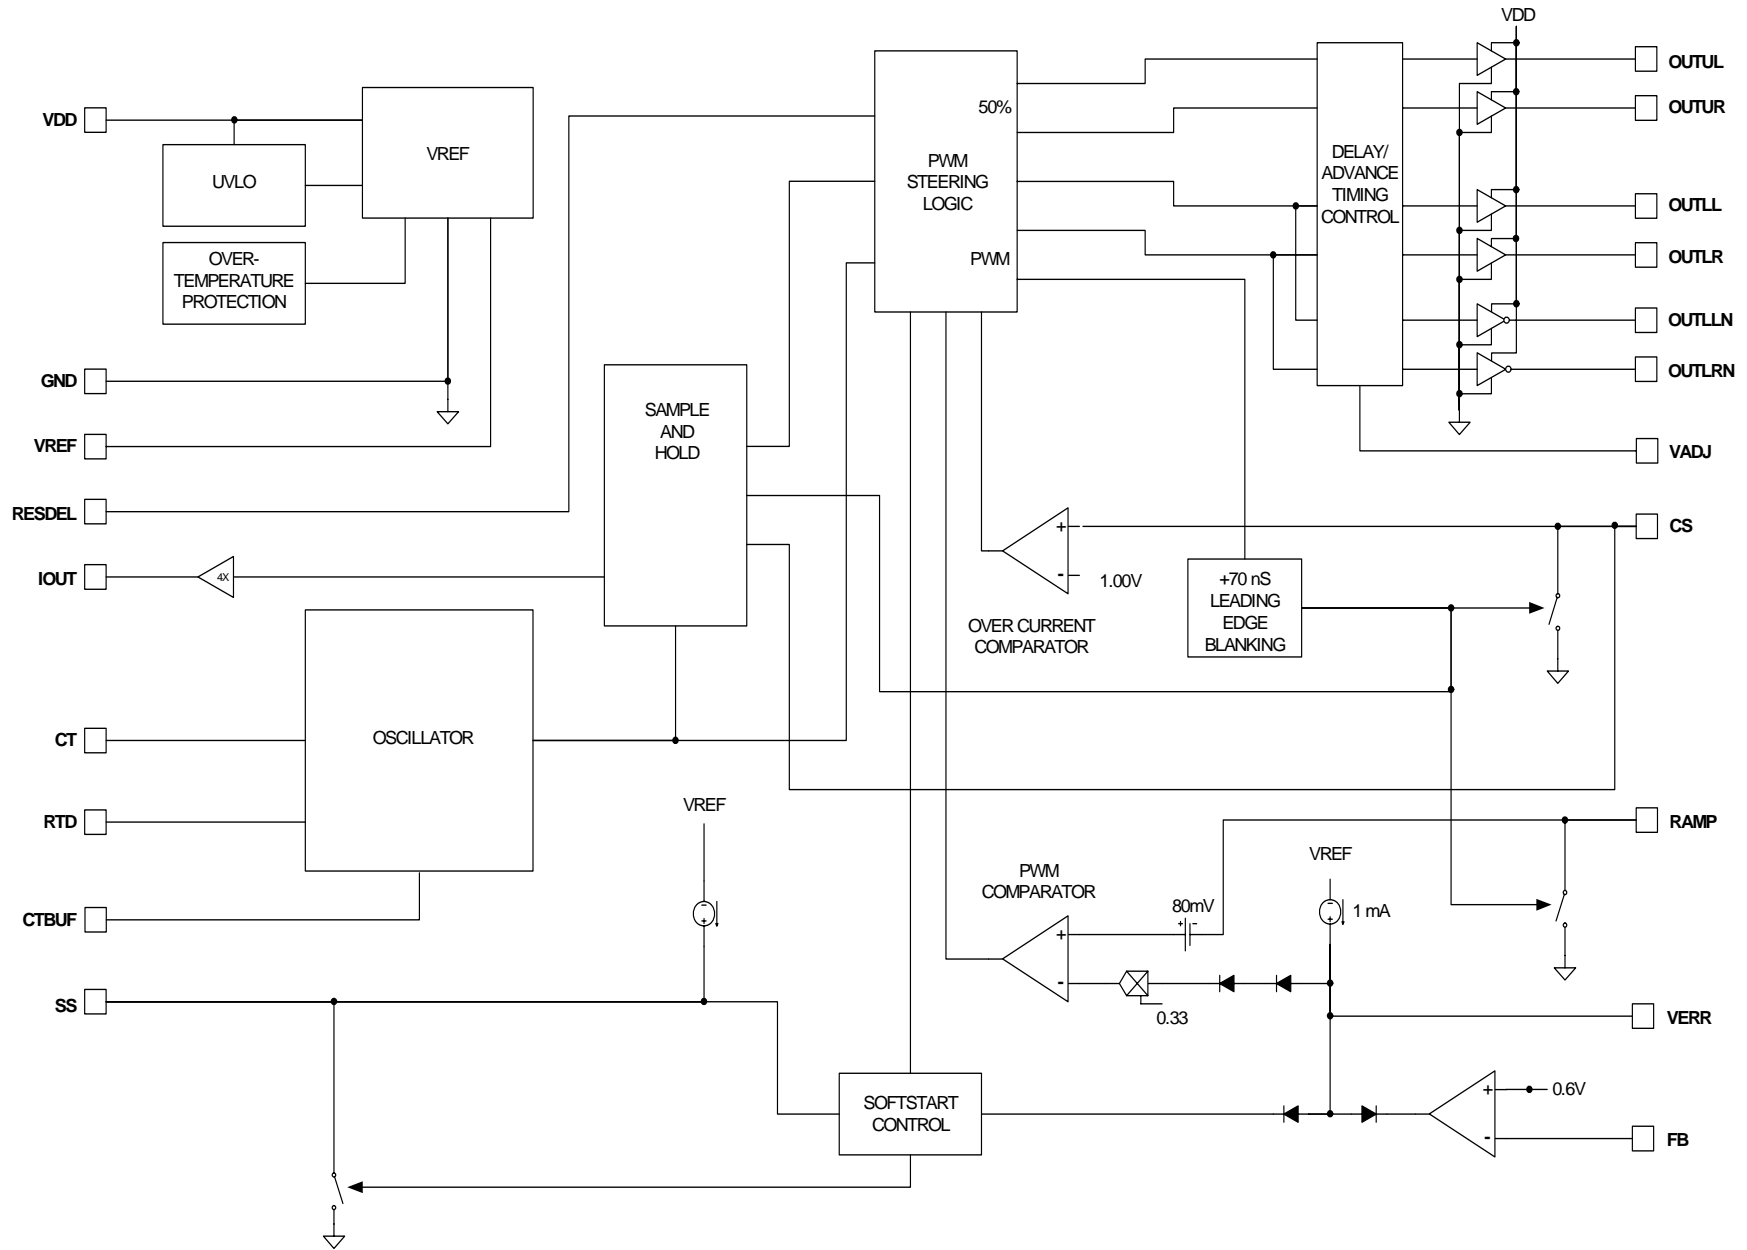 VDD
OUTUL
OUTUR
50%
VDD
VREF
UVLO
PWM
STEERING
LOGIC
DELAY/
ADVANCE
TIMING
CONTROL
OUTLL
OUTLR
PWM
OVER-
TEMPERATURE
PROTECTION
OUTLLN
OUTLRN
GND
SAMPLE
AND
HOLD
VREF
VADJ
RESDEL
+
CS
IOUT
4X
-
1.00V
+70 nS
LEADING
EDGE
BLANKING
OVER CURRENT
COMPARATOR
CT
OSCILLATOR
RTD
VREF
RAMP
VREF
PWM
COMPARATOR
CTBUF
-
+
80mV
+
-
-
+
1 mA
+
-
0.33
SS
VERR
SOFTSTART
CONTROL
+
0.6V
-
FB